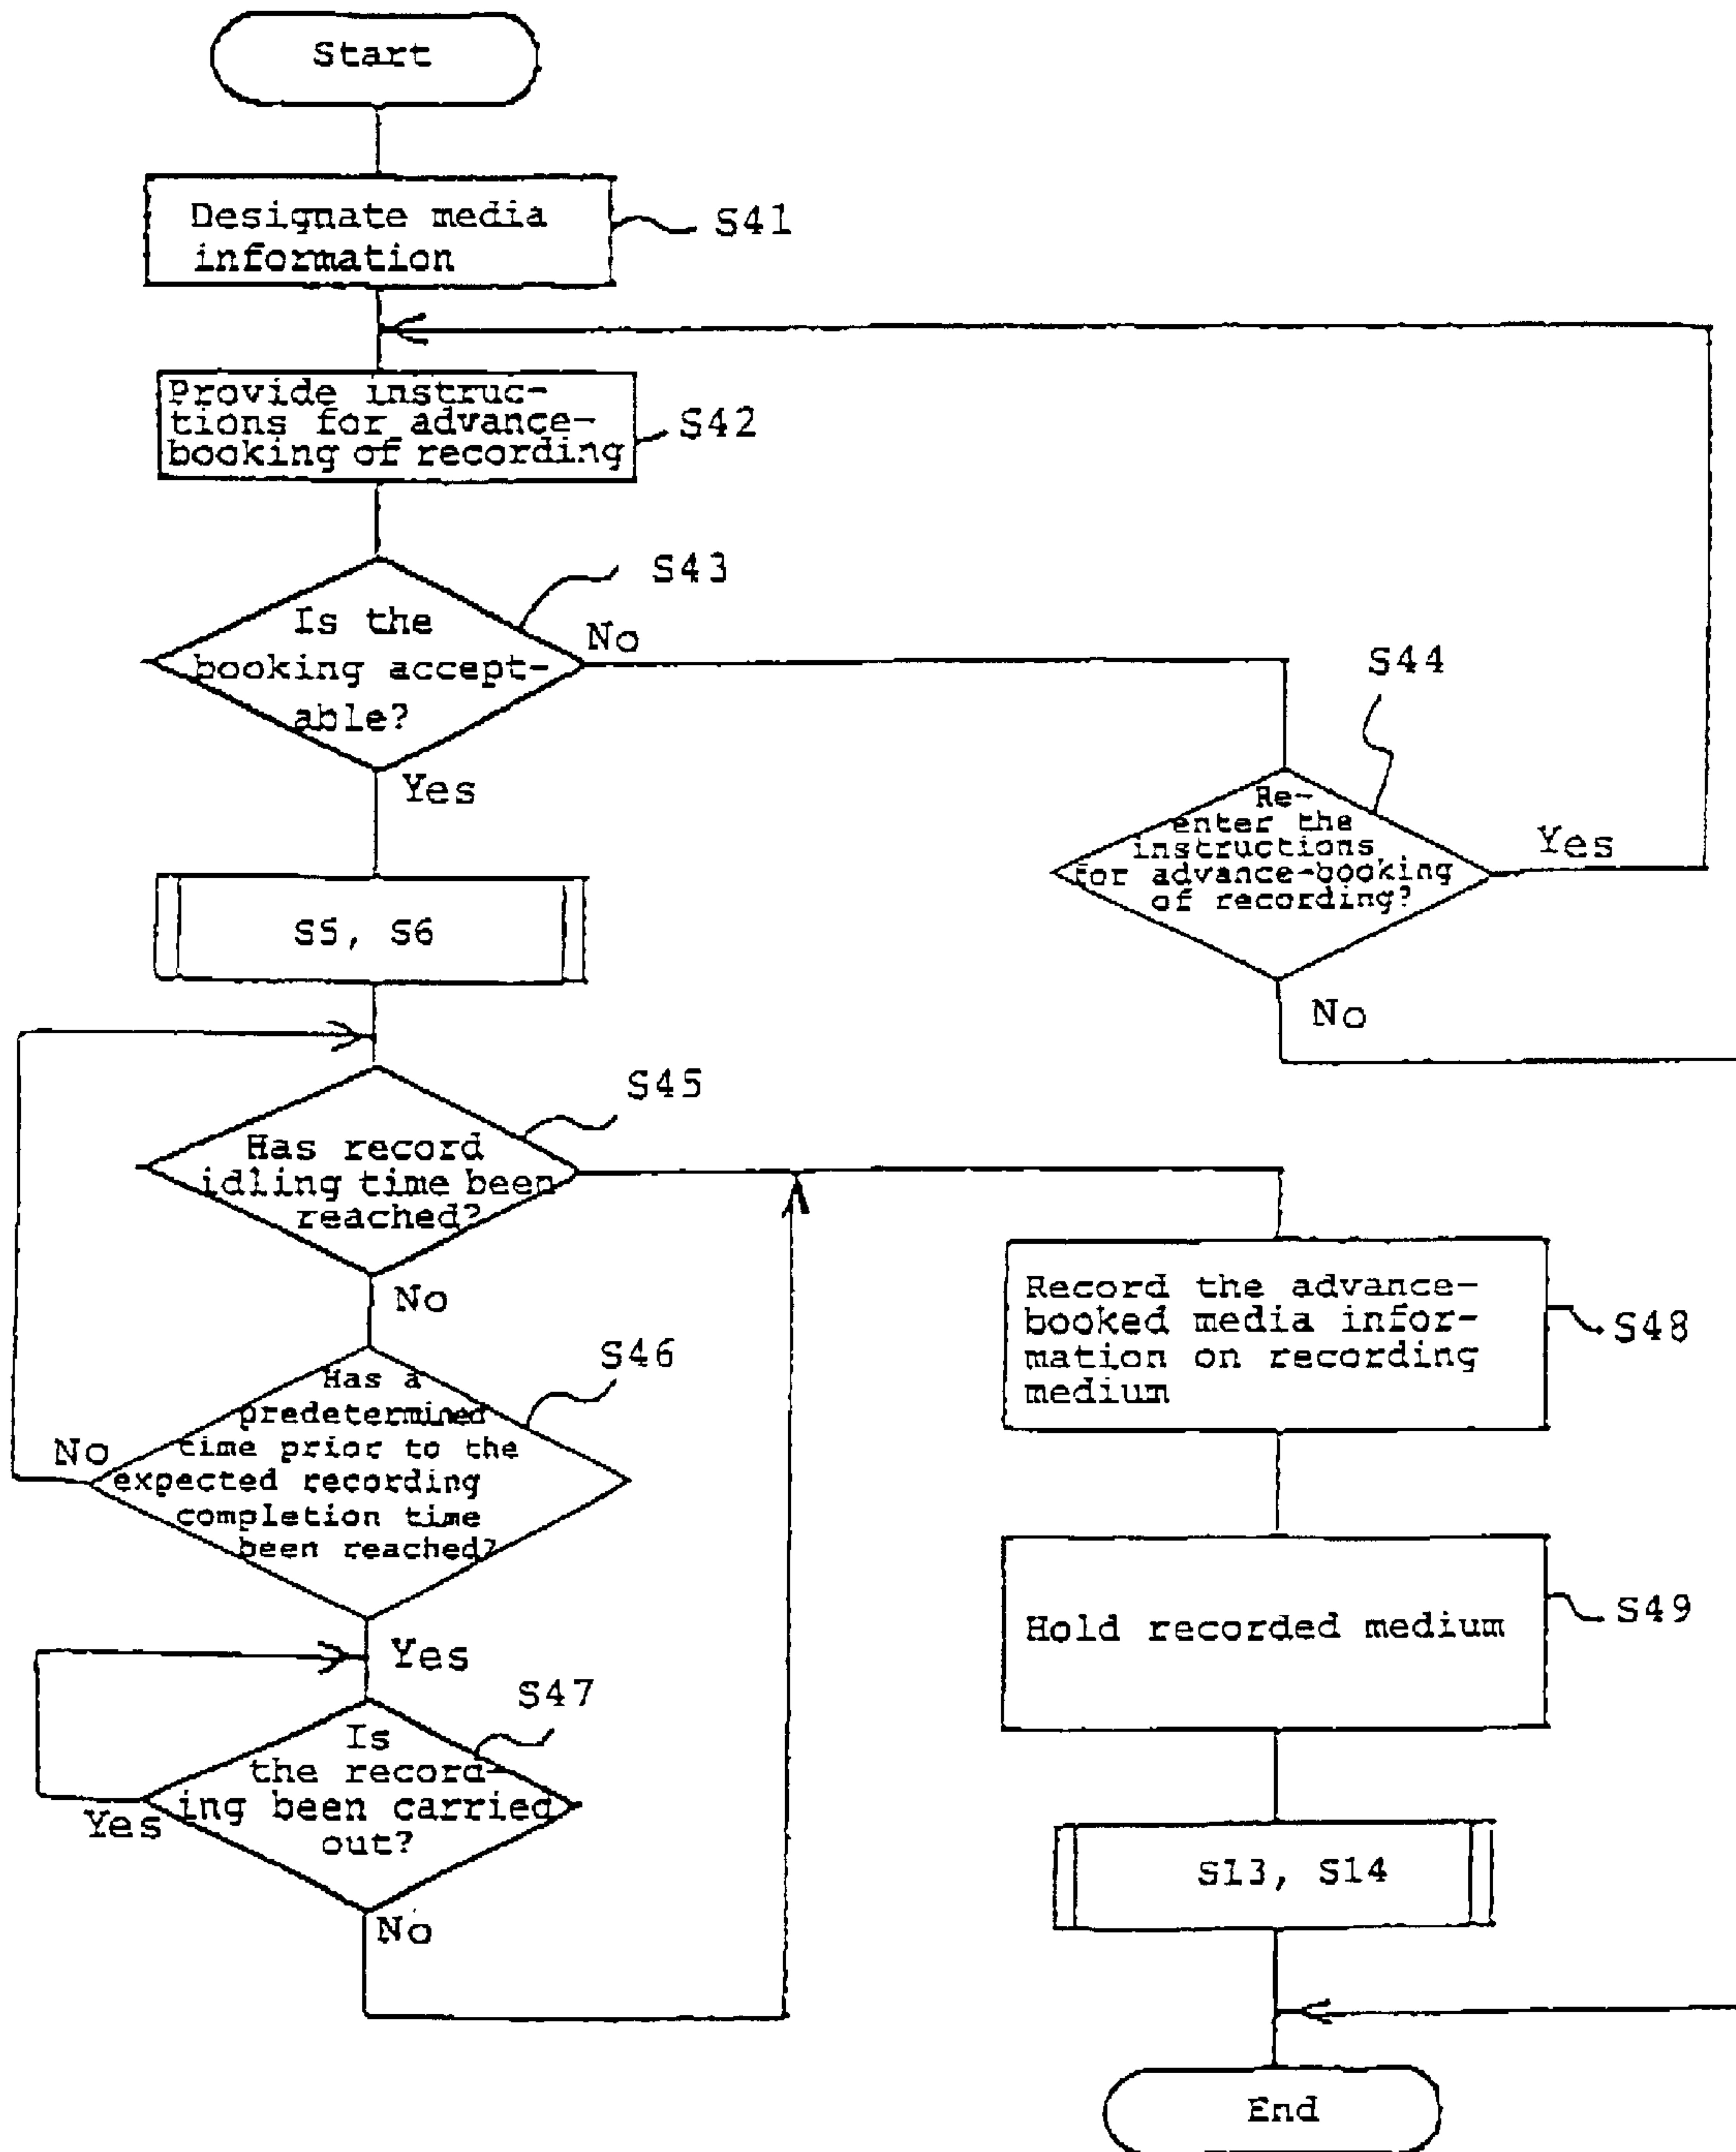 Start
Designate media
information
S41
Provide instruc-
tions for advance-
booking of recording
S42
Is the
booking accept-
able?
S43
No
Yes
S44
Re-
enter the
instructions
for advance-booking
of recording?
Yes
No
S5, S6
Has record
idling time been
reached?
S45
No
Has a
predetermined
time prior to the
expected recording
completion time
been reached?
S46
No
Yes
Is
the record-
ing been carried
out?
S47
Yes
No
Record the advance-
booked media infor-
mation on recording
medium
S48
Hold recorded medium
S49
S13, S14
End